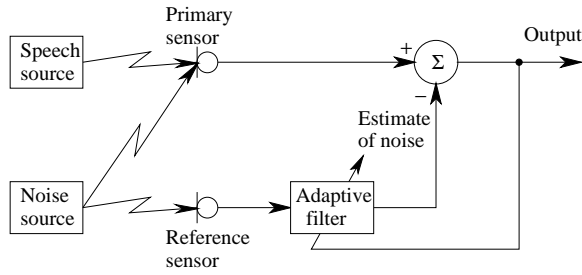 Primary
sensor
Speech
source
+
Σ
Output
−
Estimate
of noise
Noise
source
Adaptive
filter
Reference
sensor